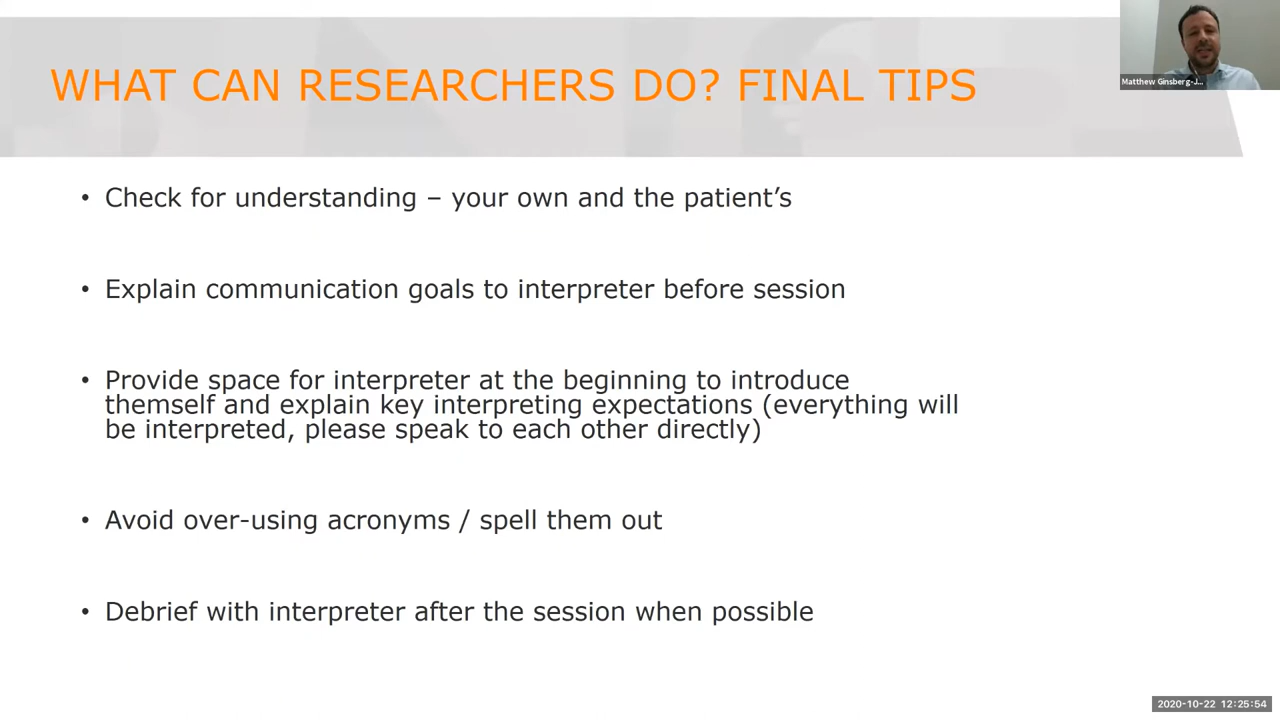 WHAT CAN RESEARCHERS DO? FINAL TIPS
Matthew Ginsberg-J...
• Check for understanding – your own and the patient’s
• Explain communication goals to interpreter before session
• Provide space for interpreter at the beginning to introduce
themself and explain key interpreting expectations (everything will
be interpreted, please speak to each other directly)
• Avoid over-using acronyms / spell them out
• Debrief with interpreter after the session when possible
2020-10-22 12:25:54